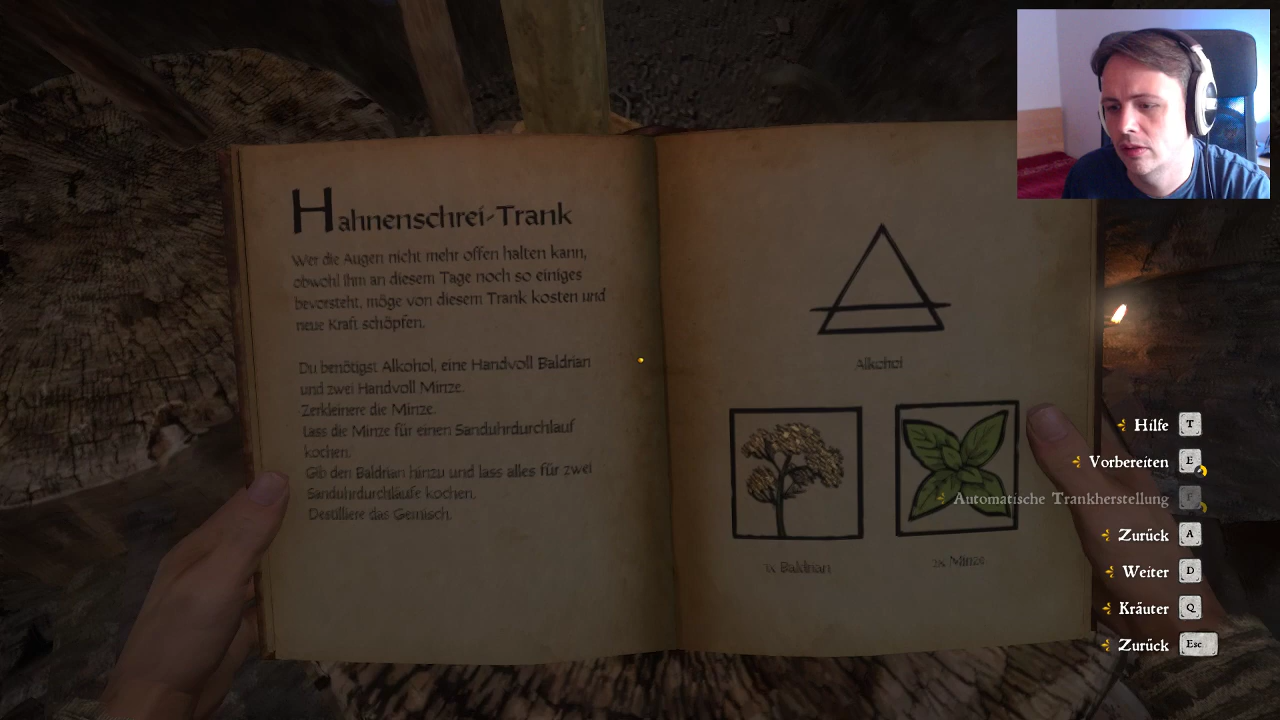 Hahnenschrei-Trank
Wer die Augen nicht mehr offen halten kann,
obwohl ihm an diesem Tage noch so einiges
bevorsteht, möge von diesem Trank kosten und
neue Kraft schöpfen.
Du benötigst Alkohol, eine Handvoll Baldrian
und zwei Handvoll Minze.
Zerkleinere die Minze.
Lass die Minze für einen Sanduhrdurchlauf
kochen.
Gib den Baldrian hinzu und lass alles für zwei
Sanduhrdurchläufe kochen.
Destilliere das Gemisch.
Alkohol
1x Baldrian
2x Minze
Hilfe T
Vorbereiten E
Automatische Trankherstellung F
Zurück A
Weiter D
Kräuter Q
Zurück Esc